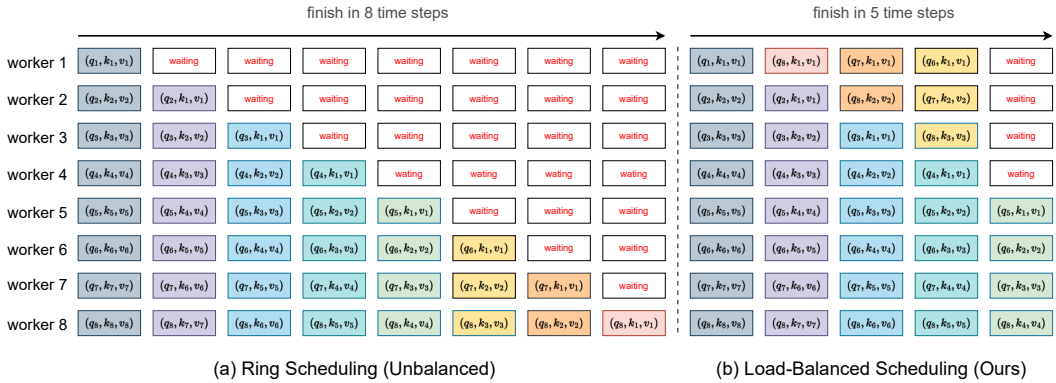 finish in 8 time steps finish in 5 time steps
worker 1 (q1, k1, v1) waiting waiting waiting waiting waiting waiting waiting (q1, k1, v1) (q8, k1, v1) (q7, k1, v1) (q6, k1, v1) waiting
worker 2 (q2, k2, v2) (q2, k1, v1) waiting waiting waiting waiting waiting waiting (q2, k2, v2) (q2, k1, v1) (q8, k2, v2) (q7, k2, v2) waiting
worker 3 (q3, k3, v3) (q3, k2, v2) (q3, k1, v1) waiting waiting waiting waiting waiting (q3, k3, v3) (q3, k2, v2) (q3, k1, v1) (q8, k3, v3) waiting
worker 4 (q4, k4, v4) (q4, k3, v3) (q4, k2, v2) (q4, k1, v1) wating waiting waiting waiting (q4, k4, v4) (q4, k3, v3) (q4, k2, v2) (q4, k1, v1) wating
worker 5 (q5, k5, v5) (q5, k4, v4) (q5, k3, v3) (q5, k2, v2) (q5, k1, v1) waiting waiting waiting (q5, k5, v5) (q5, k4, v4) (q5, k3, v3) (q5, k2, v2) (q5, k1, v1)
worker 6 (q6, k6, v6) (q6, k5, v5) (q6, k4, v4) (q6, k3, v3) (q6, k2, v2) (q6, k1, v1) waiting waiting (q6, k6, v6) (q6, k5, v5) (q6, k4, v4) (q6, k3, v3) (q6, k2, v2)
worker 7 (q7, k7, v7) (q7, k6, v6) (q7, k5, v5) (q7, k4, v4) (q7, k3, v3) (q7, k2, v2) (q7, k1, v1) waiting (q7, k7, v7) (q7, k6, v6) (q7, k5, v5) (q7, k4, v4) (q7, k3, v3)
worker 8 (q8, k8, v8) (q8, k7, v7) (q8, k6, v6) (q8, k5, v5) (q8, k4, v4) (q8, k3, v3) (q8, k2, v2) (q8, k1, v1) (q8, k8, v8) (q8, k7, v7) (q8, k6, v6) (q8, k5, v5) (q8, k4, v4)
(a) Ring Scheduling (Unbalanced) (b) Load-Balanced Scheduling (Ours)